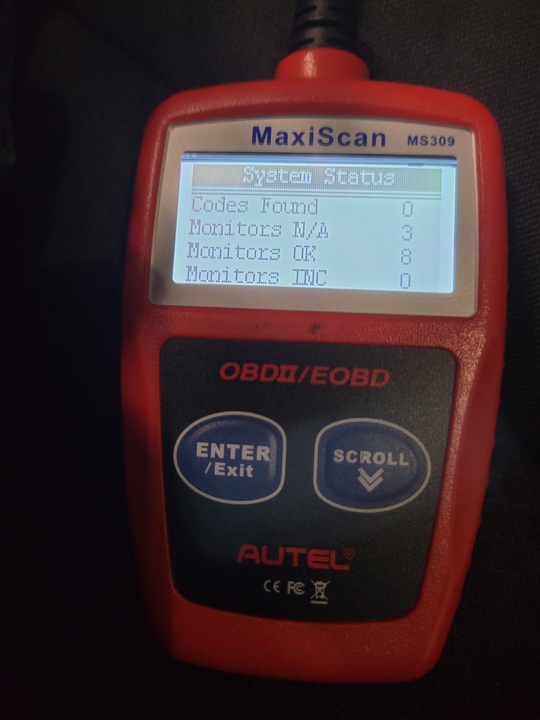 MaxiScan MS309
System Status
Codes Found 0
Monitors N/A 3
Monitors OK 8
Monitors INC 0
OBDII/EOBD
ENTER
/Exit
SCROLL
AUTEL®
CE FC